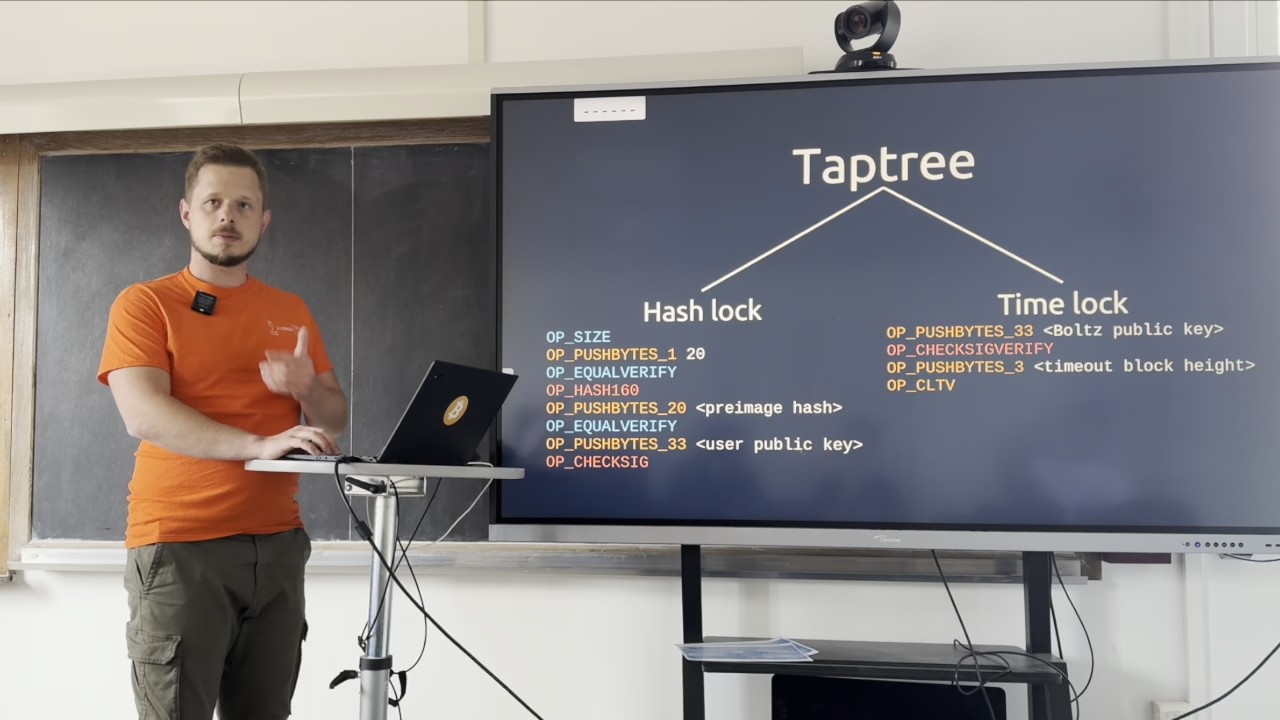 Taptree
Hash lock
OP_SIZE
OP_PUSHBYTES_1 20
OP_EQUALVERIFY
OP_HASH160
OP_PUSHBYTES_20 <preimage hash>
OP_EQUALVERIFY
OP_PUSHBYTES_33 <user public key>
OP_CHECKSIG
Time lock
OP_PUSHBYTES_33 <Boltz public key>
OP_CHECKSIGVERIFY
OP_PUSHBYTES_3 <timeout block height>
OP_CLTV